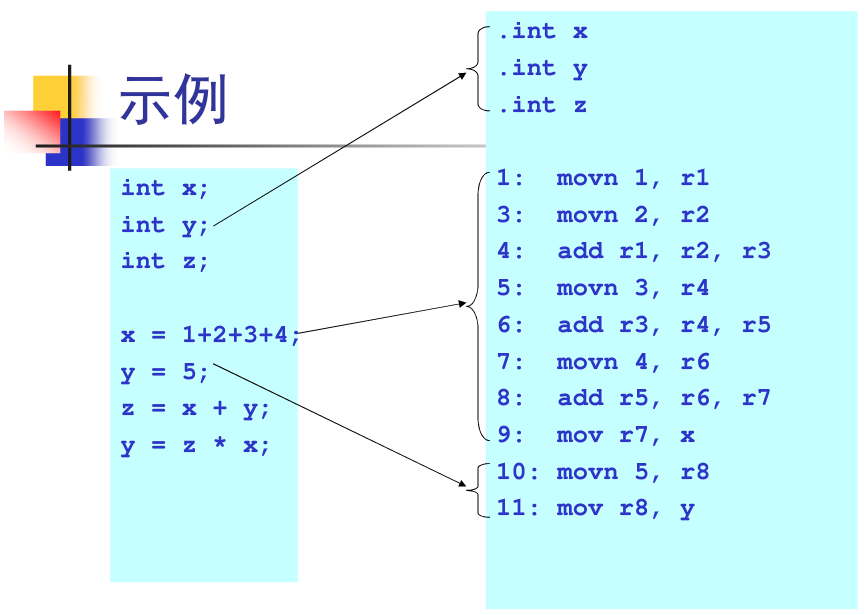 示例
int x;
int y;
int z;
x = 1+2+3+4;
y = 5;
z = x + y;
y = z * x;
.int x
.int y
.int z
1: movn 1, r1
3: movn 2, r2
4: add r1, r2, r3
5: movn 3, r4
6: add r3, r4, r5
7: movn 4, r6
8: add r5, r6, r7
9: mov r7, x
10: movn 5, r8
11: mov r8, y